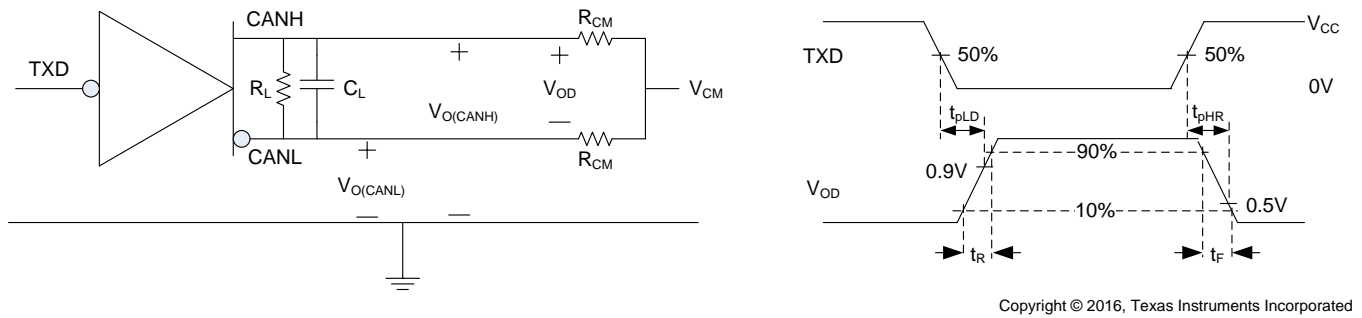 CANH
TXD
R_L
C_L
V_O(CANH)
V_OD
R_CM
V_CM
R_CM
CANL
V_O(CANL)
TXD
50%
50%
V_CC
0V
t_pLD
t_pHR
90%
0.9V
V_OD
10%
0.5V
t_R
t_F
Copyright © 2016, Texas Instruments Incorporated